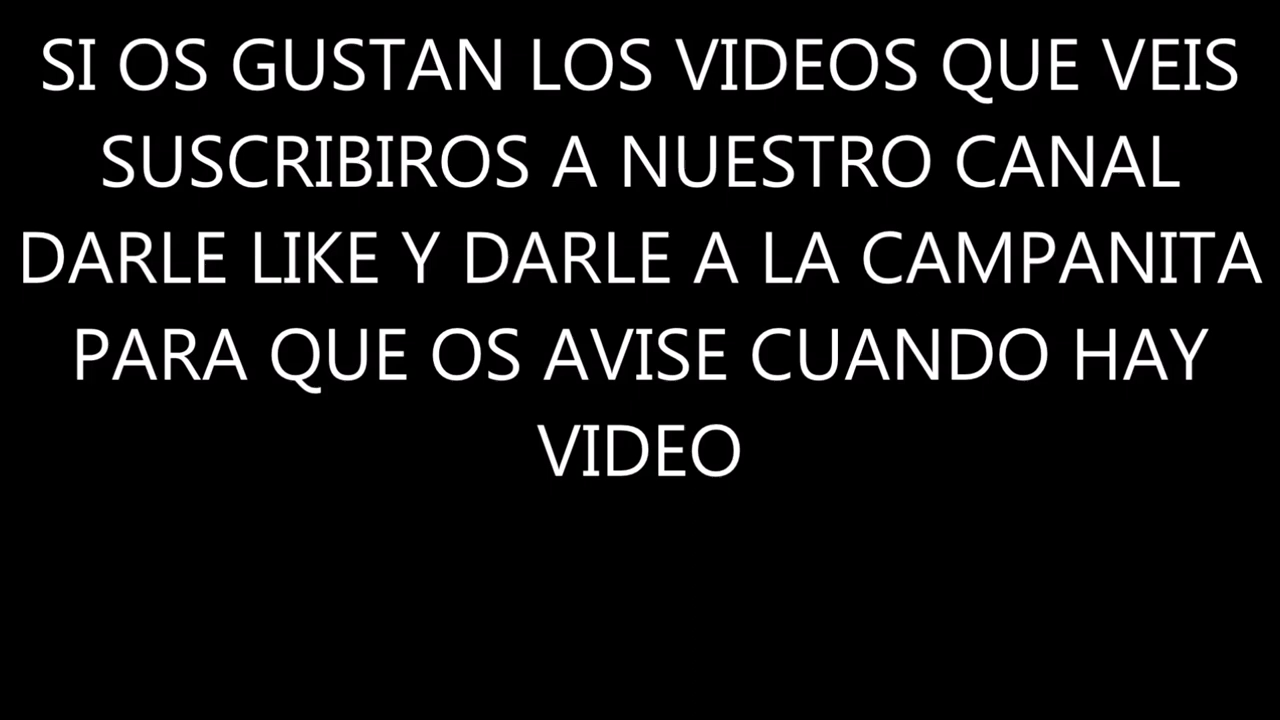 SI OS GUSTAN LOS VIDEOS QUE VEIS
SUSCRIBIROS A NUESTRO CANAL
DARLE LIKE Y DARLE A LA CAMPANITA
PARA QUE OS AVISE CUANDO HAY
VIDEO